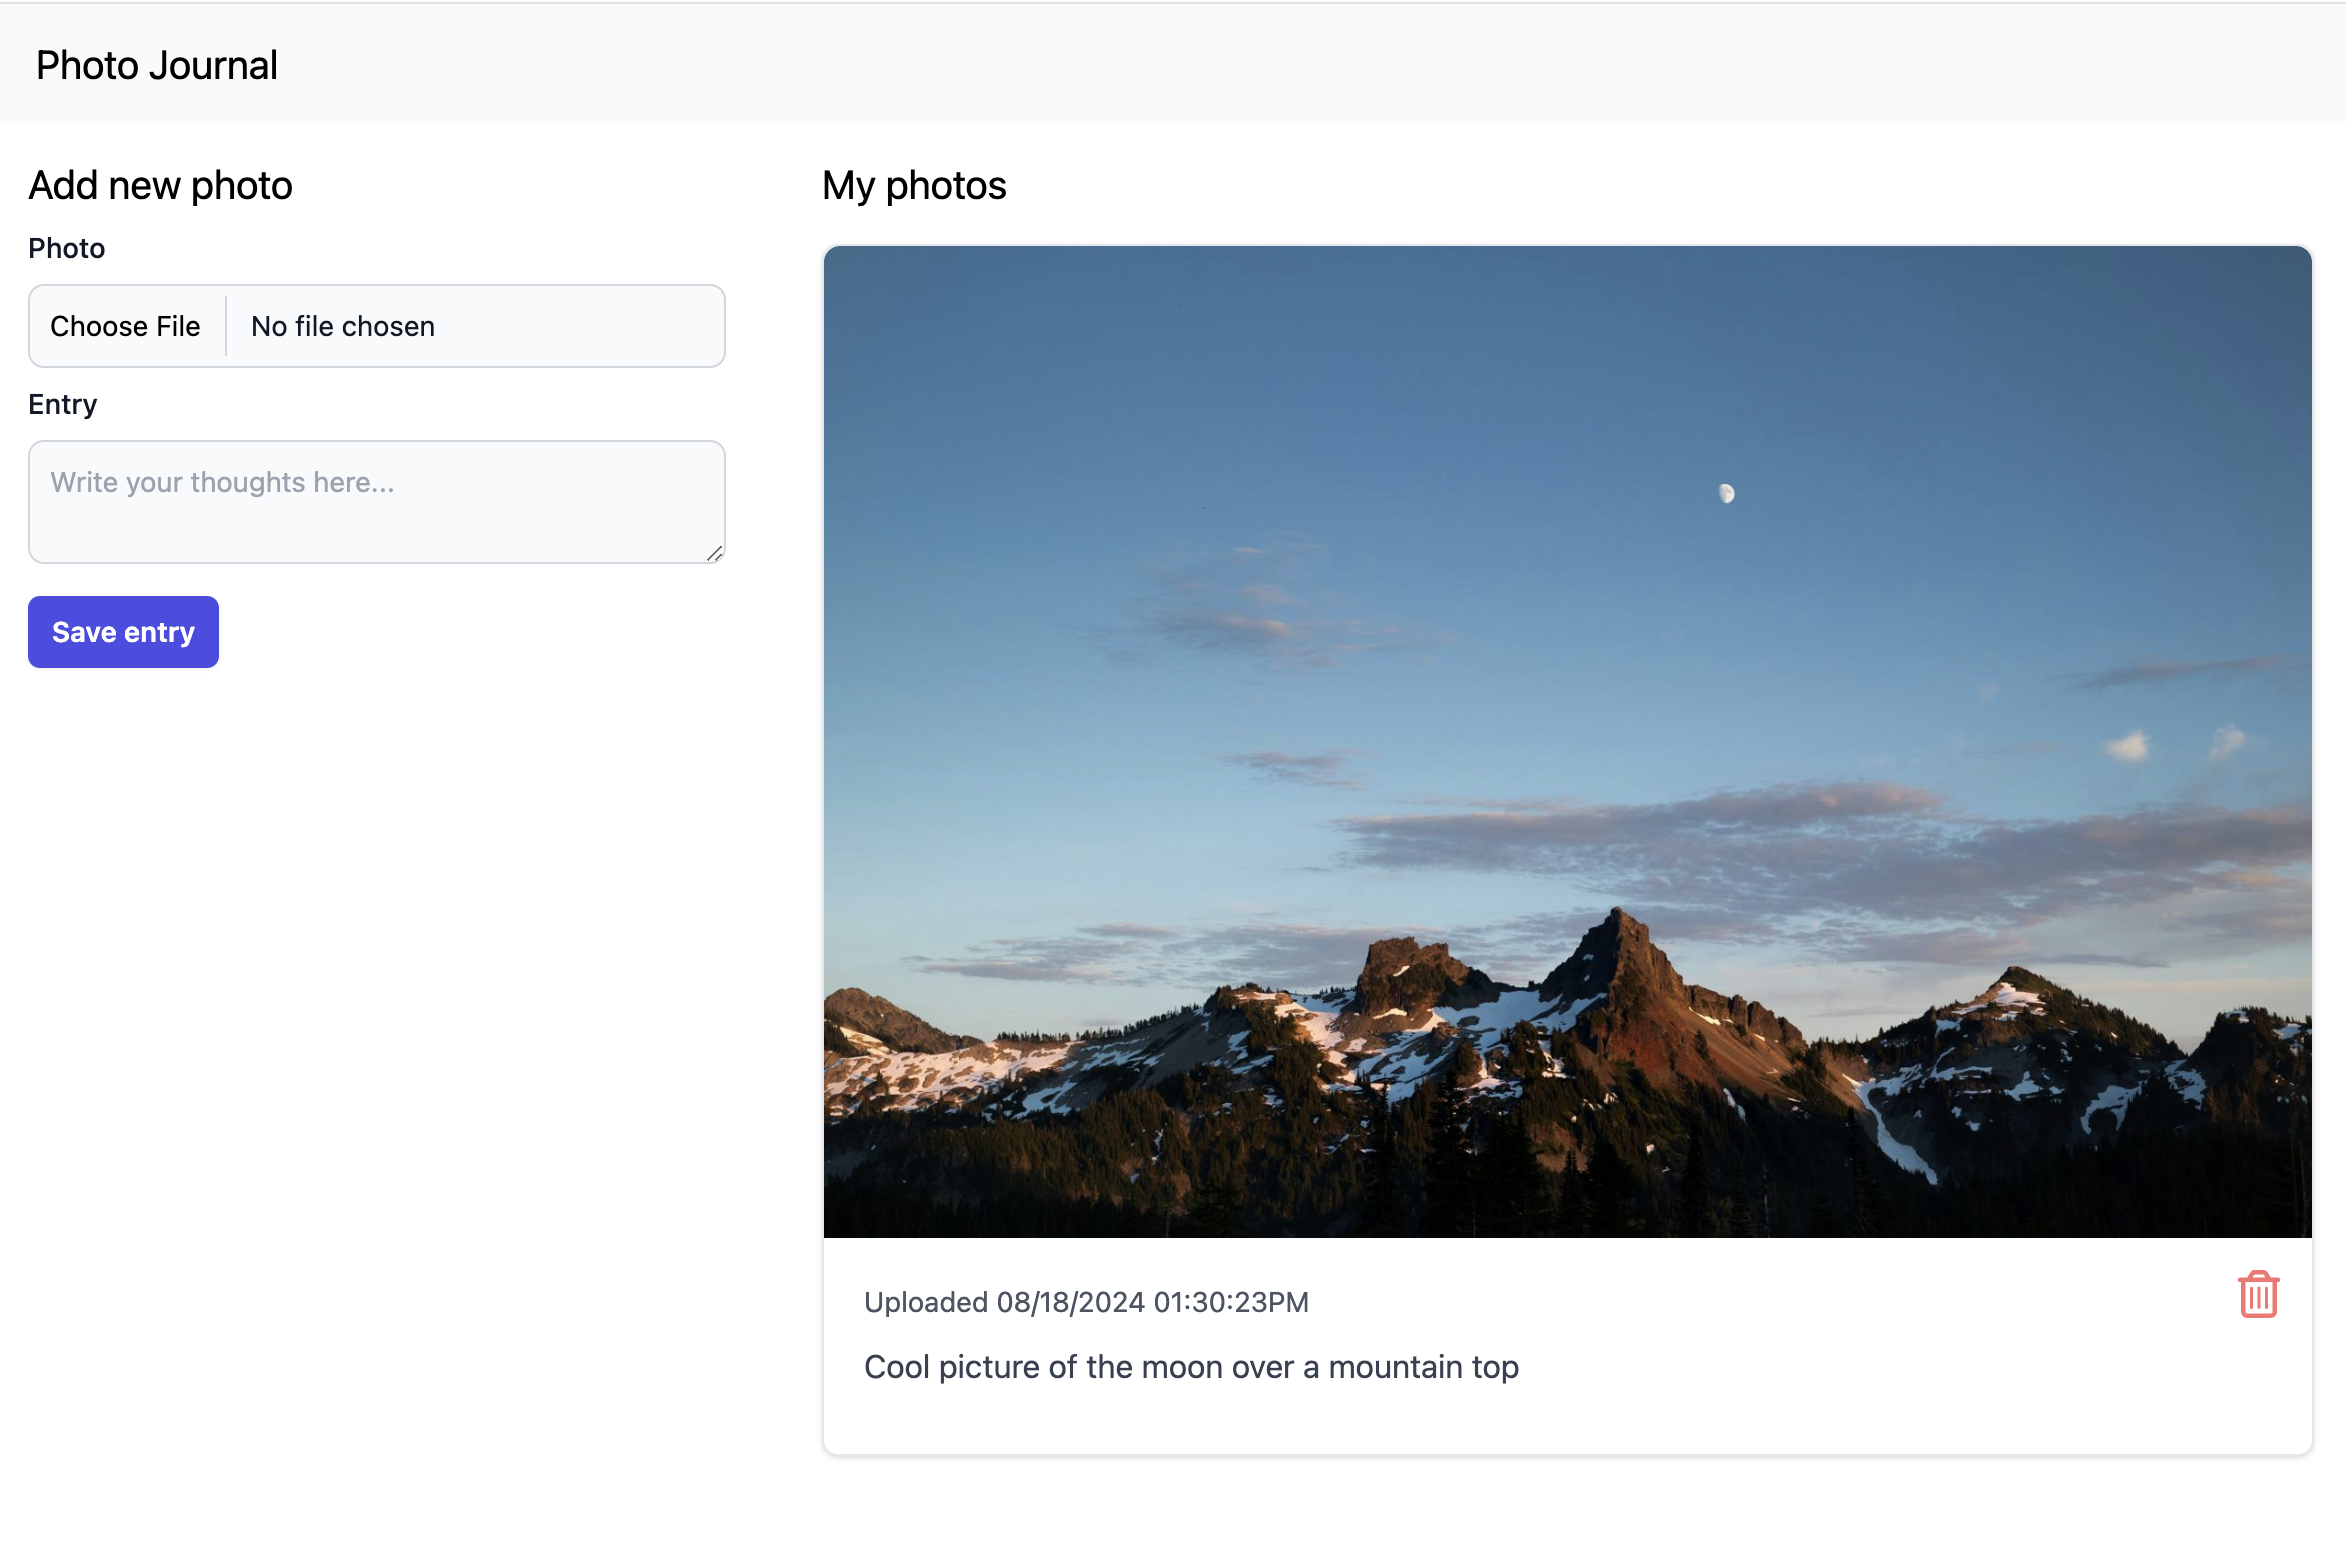 Photo Journal
Add new photo
Photo
Choose File
No file chosen
Entry
Write your thoughts here...
Save entry
My photos
Uploaded 08/18/2024 01:30:23PM
Cool picture of the moon over a mountain top